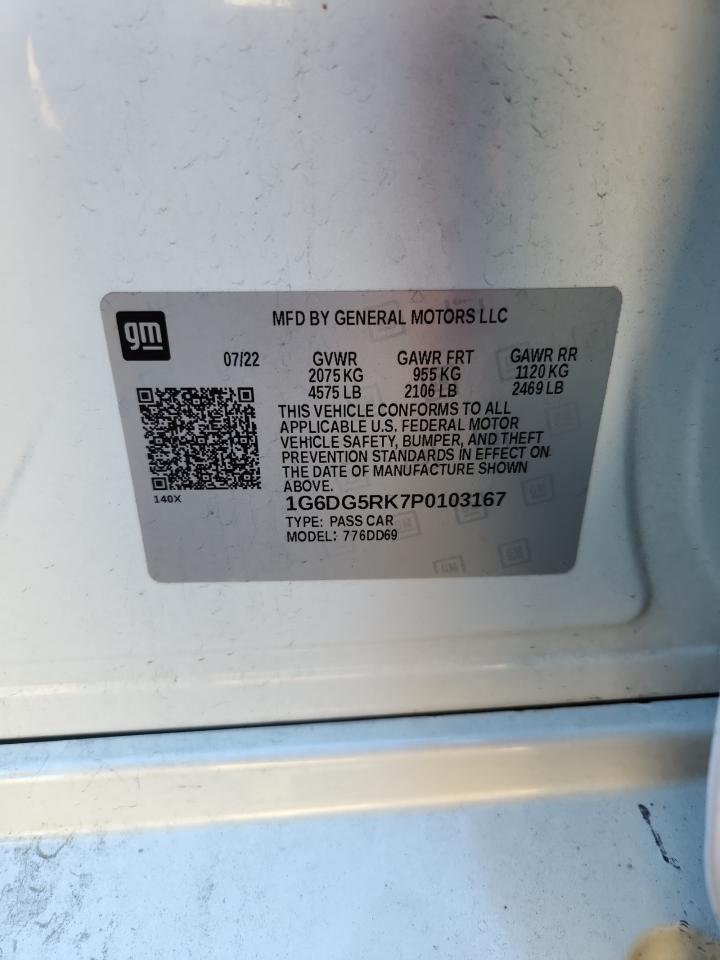 gm
MFD BY GENERAL MOTORS LLC
07/22 GVWR GAWR FRT GAWR RR
2075 KG 955 KG 1120 KG
4575 LB 2106 LB 2469 LB
THIS VEHICLE CONFORMS TO ALL
APPLICABLE U.S. FEDERAL MOTOR
VEHICLE SAFETY, BUMPER, AND THEFT
PREVENTION STANDARDS IN EFFECT ON
THE DATE OF MANUFACTURE SHOWN
ABOVE.
140X
1G6DG5RK7P0103167
TYPE: PASS CAR
MODEL: 776DD69